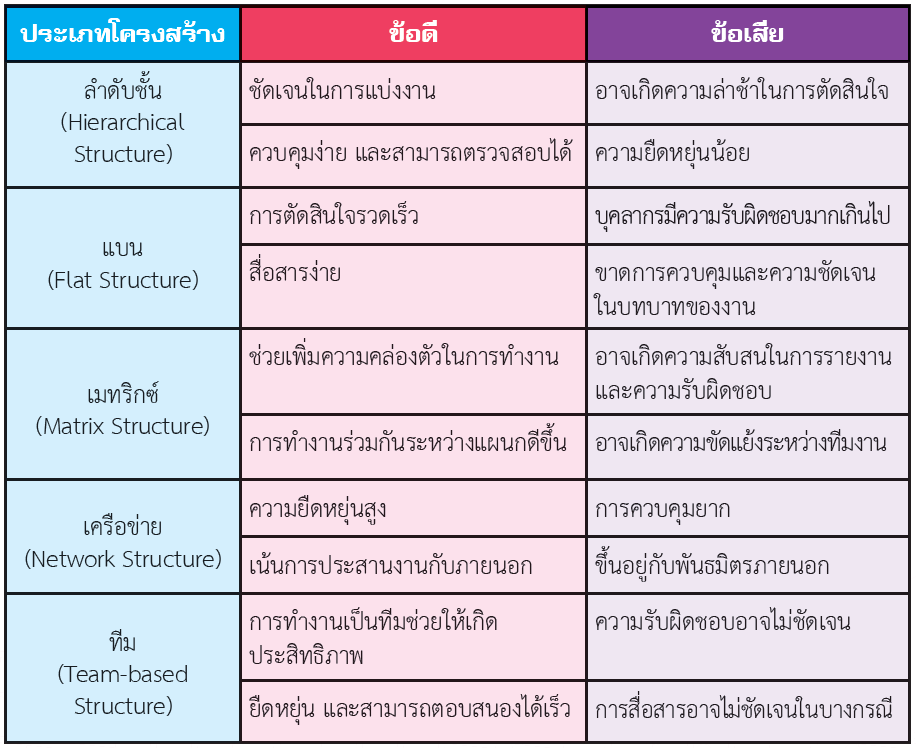 ประเภทโครงสร้าง
ข้อดี
ข้อเสีย
ลำดับชั้น
(Hierarchical
Structure)
ชัดเจนในการแบ่งงาน
อาจเกิดความล่าช้าในการตัดสินใจ
ควบคุมง่าย และสามารถตรวจสอบได้
ความยืดหยุ่นน้อย
แบน
(Flat Structure)
การตัดสินใจรวดเร็ว
บุคลากรมีความรับผิดชอบมากเกินไป
สื่อสารง่าย
ขาดการควบคุมและความชัดเจน
ในบทบาทของงาน
เมทริกซ์
(Matrix Structure)
ช่วยเพิ่มความคล่องตัวในการทำงาน
อาจเกิดความสับสนในการรายงาน
และความรับผิดชอบ
การทำงานร่วมกันระหว่างแผนกดีขึ้น
อาจเกิดความขัดแย้งระหว่างทีมงาน
เครือข่าย
(Network Structure)
ความยืดหยุ่นสูง
การควบคุมยาก
เน้นการประสานงานกับภายนอก
ขึ้นอยู่กับพันธมิตรภายนอก
ทีม
(Team-based
Structure)
การทำงานเป็นทีมช่วยให้เกิด
ประสิทธิภาพ
ความรับผิดชอบอาจไม่ชัดเจน
ยืดหยุ่น และสามารถตอบสนองได้เร็ว
การสื่อสารอาจไม่ชัดเจนในบางกรณี